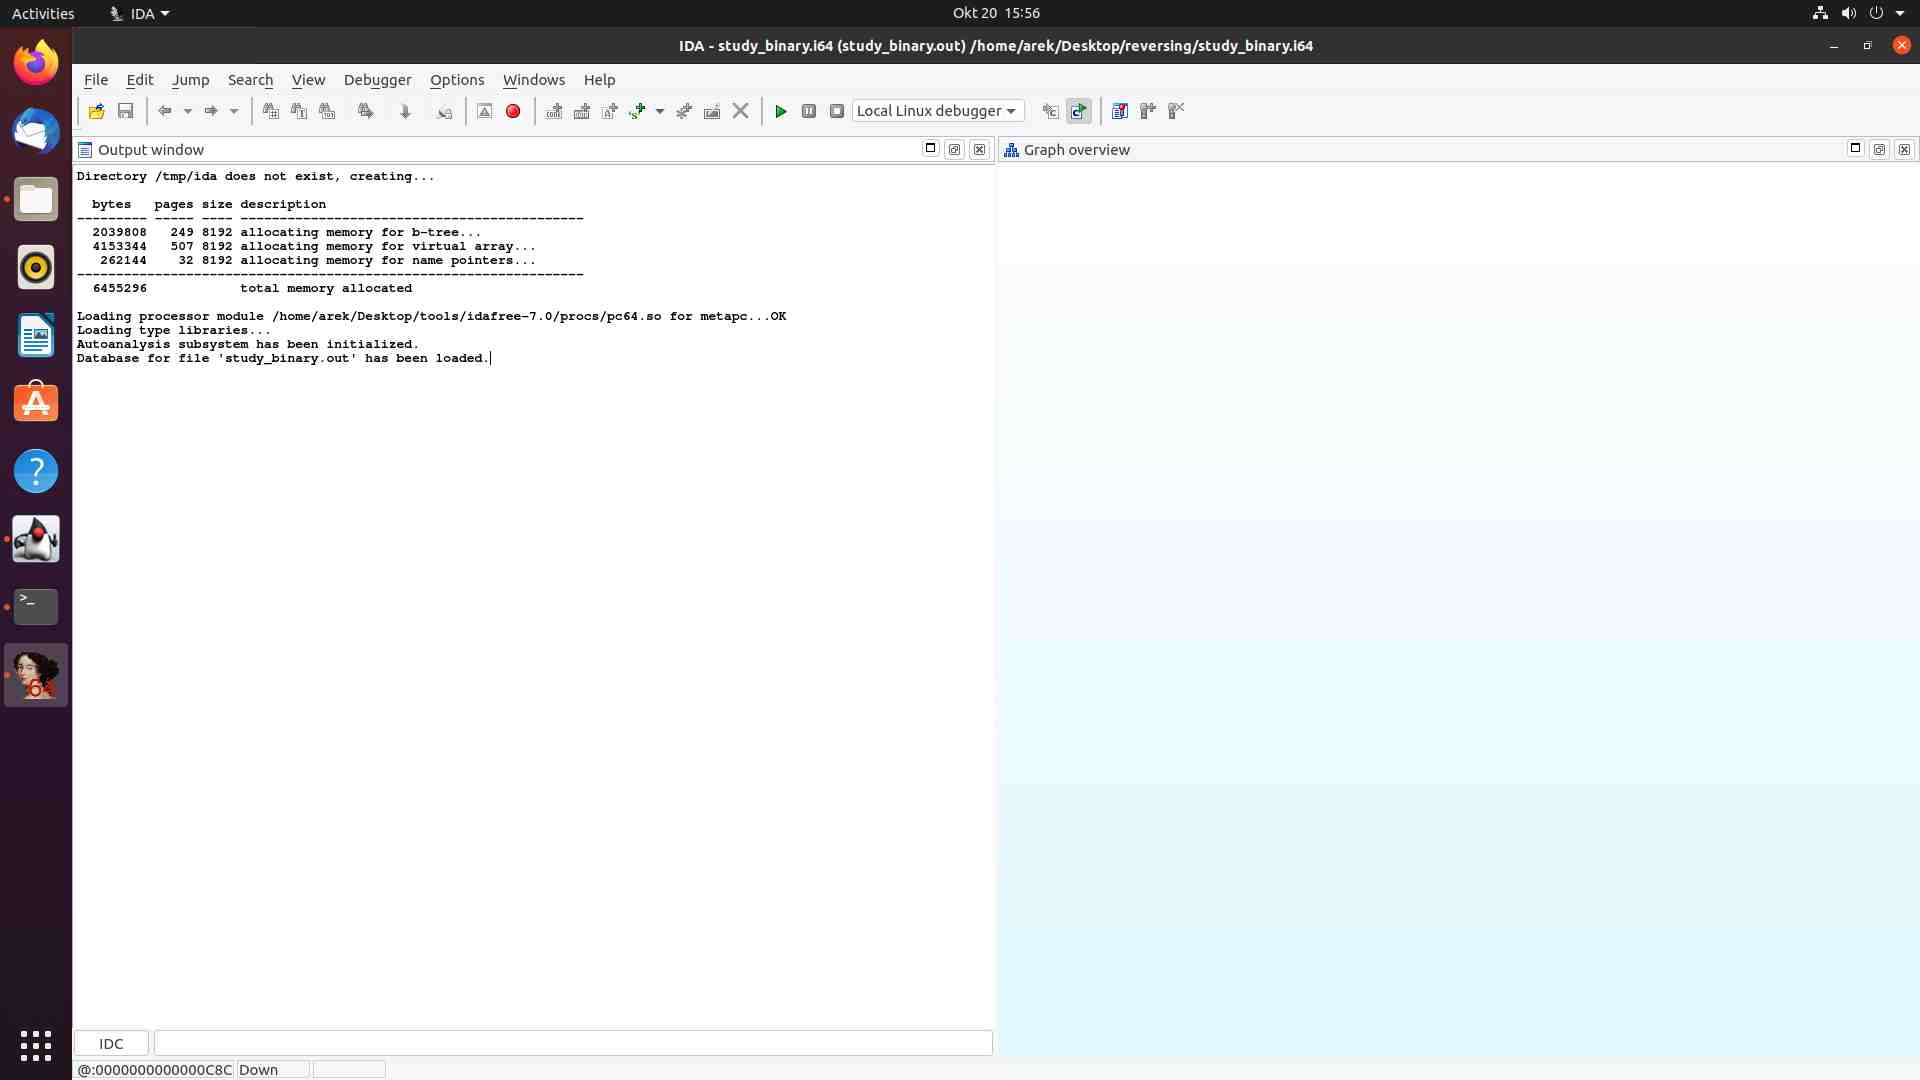 Activities
IDA
Okt 20 15:56
IDA - study_binary.i64 (study_binary.out) /home/arek/Desktop/reversing/study_binary.i64
File Edit Jump Search View Debugger Options Windows Help
Local Linux debugger
Output window
Graph overview
Directory /tmp/ida does not exist, creating...
bytes pages size description
--------- ----- ---- --------------------------------------------
2039808 249 8192 allocating memory for b-tree...
4153344 507 8192 allocating memory for virtual array...
262144 32 8192 allocating memory for name pointers...
-----------------------------------------------------------------
6455296 total memory allocated
Loading processor module /home/arek/Desktop/tools/idafree-7.0/procs/pc64.so for metapc...OK
Loading type libraries...
Autoanalysis subsystem has been initialized.
Database for file 'study_binary.out' has been loaded.
64
IDC
@:0000000000000C8C Down